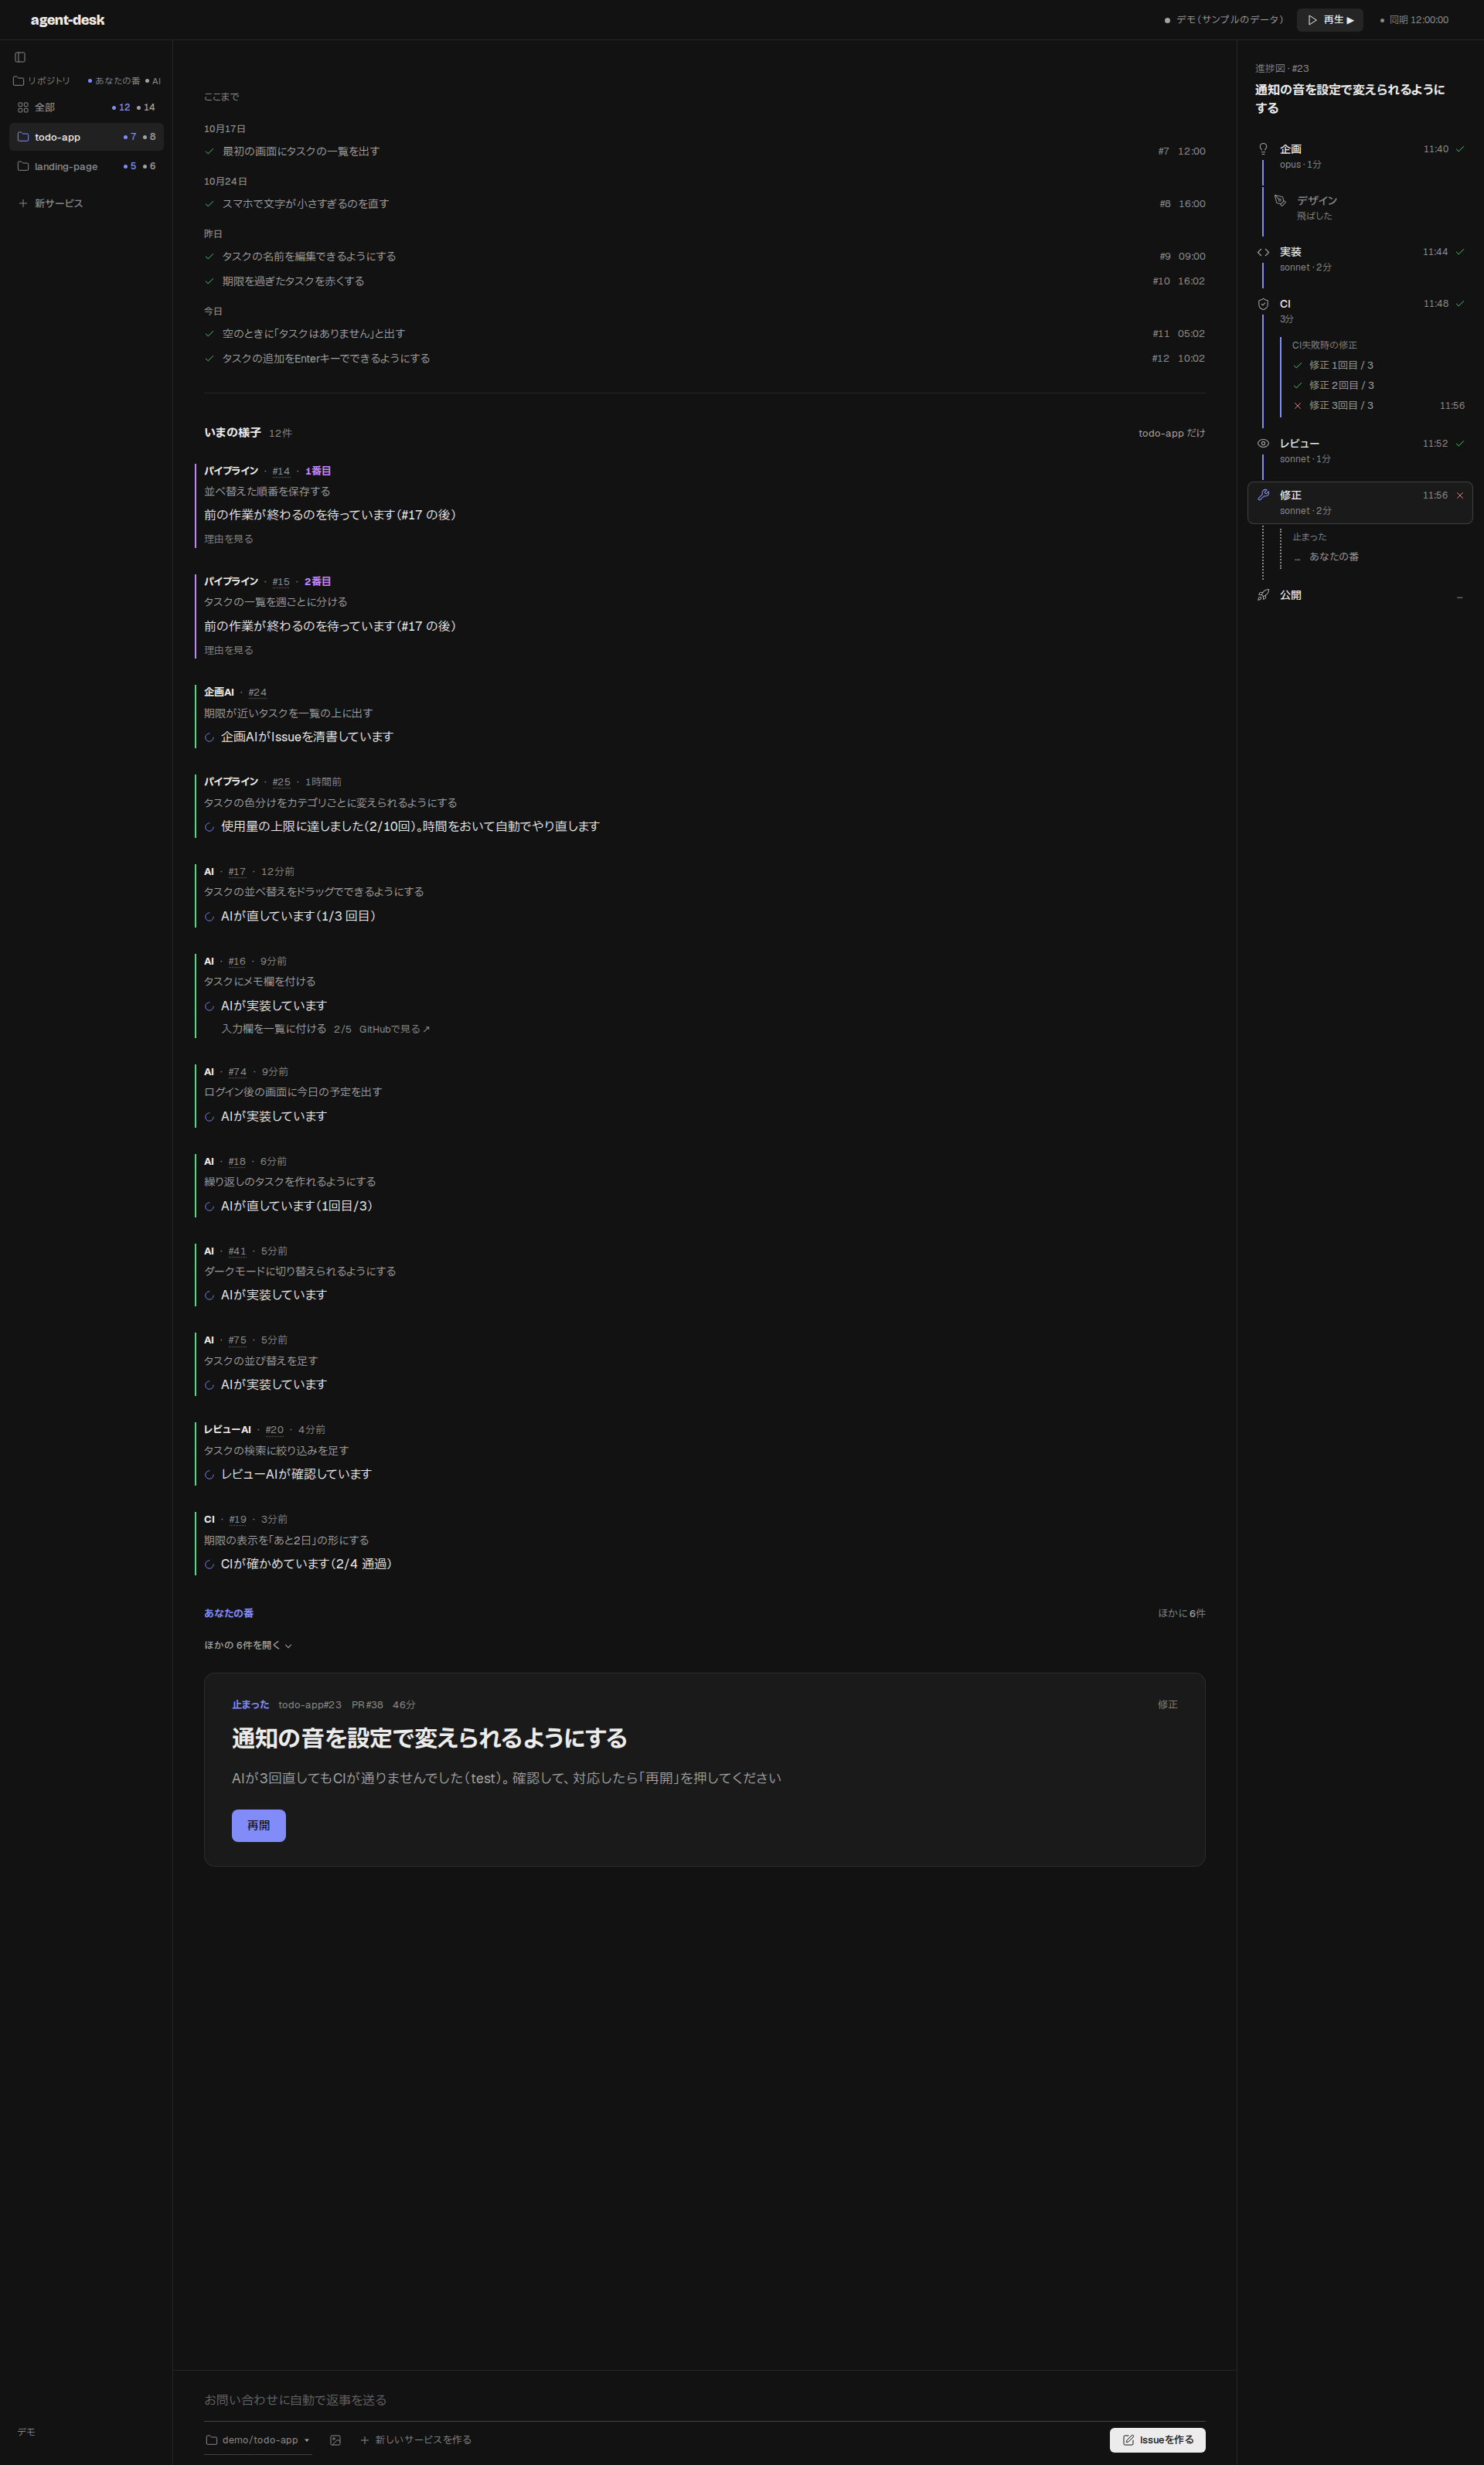 agent-desk
デモ（サンプルのデータ）
再生 ▶
同期 12:00:00
リポジトリ
あなたの番 AI
全部 12 14
todo-app 7 8
landing-page 5 6
新サービス
デモ
ここまで
10月17日
最初の画面にタスクの一覧を出す #7 12:00
10月24日
スマホで文字が小さすぎるのを直す #8 16:00
昨日
タスクの名前を編集できるようにする #9 09:00
期限を過ぎたタスクを赤くする #10 16:02
今日
空のときに「タスクはありません」と出す #11 05:02
タスクの追加をEnterキーでできるようにする #12 10:02
いまの様子 12件 todo-app だけ
パイプライン · #14 · 1番目
並べ替えた順番を保存する
前の作業が終わるのを待っています（#17 の後）
理由を見る
パイプライン · #15 · 2番目
タスクの一覧を週ごとに分ける
前の作業が終わるのを待っています（#17 の後）
理由を見る
企画AI · #24
期限が近いタスクを一覧の上に出す
企画AIがIssueを清書しています
パイプライン · #25 · 1時間前
タスクの色分けをカテゴリごとに変えられるようにする
使用量の上限に達しました（2/10回）。時間をおいて自動でやり直します
AI · #17 · 12分前
タスクの並べ替えをドラッグでできるようにする
AIが直しています（1/3 回目）
AI · #16 · 9分前
タスクにメモ欄を付ける
AIが実装しています
入力欄を一覧に付ける 2/5 GitHubで見る ↗
AI · #74 · 9分前
ログイン後の画面に今日の予定を出す
AIが実装しています
AI · #18 · 6分前
繰り返しのタスクを作れるようにする
AIが直しています（1回目/3）
AI · #41 · 5分前
ダークモードに切り替えられるようにする
AIが実装しています
AI · #75 · 5分前
タスクの並び替えを足す
AIが実装しています
レビューAI · #20 · 4分前
タスクの検索に絞り込みを足す
レビューAIが確認しています
CI · #19 · 3分前
期限の表示を「あと2日」の形にする
CIが確かめています（2/4 通過）
あなたの番 ほかに6件
ほかの 6件を開く
止まった todo-app#23 PR#38 46分 修正
通知の音を設定で変えられるようにする
AIが3回直してもCIが通りませんでした（test）。確認して、対応したら「再開」を押してください
再開
お問い合わせに自動で返事を送る
demo/todo-app
新しいサービスを作る
Issueを作る
進捗図 · #23
通知の音を設定で変えられるように
する
企画 11:40
opus · 1分
デザイン
飛ばした
実装 11:44
sonnet · 2分
CI 11:48
3分
CI失敗時の修正
修正 1回目 / 3
修正 2回目 / 3
修正 3回目 / 3 11:56
レビュー 11:52
sonnet · 1分
修正 11:56
sonnet · 2分
止まった
… あなたの番
公開 …